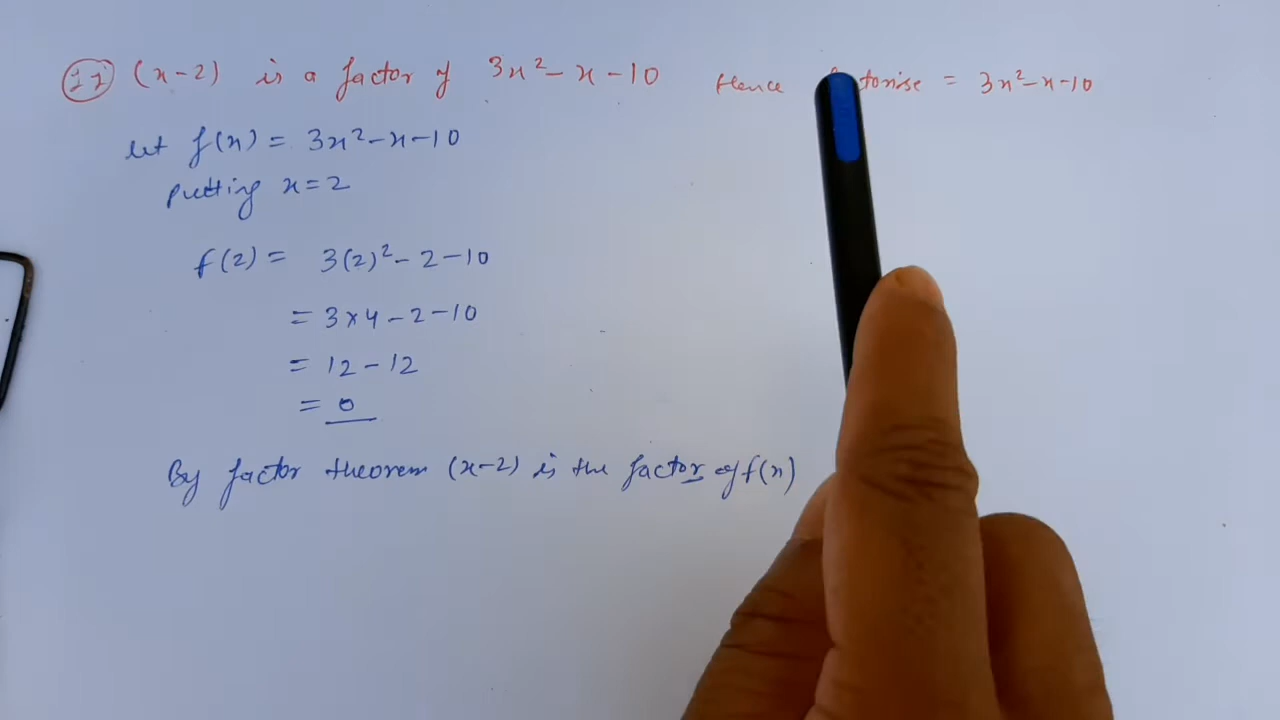 (17) (x-2) is a factor of 3x²-x-10 Hence = 3x²-x-10
Let f(x) = 3x²-x-10
Putting x=2
f(2) = 3(2)²-2-10
= 3×4-2-10
= 12-12
= 0
By factor theorem (x-2) is the factor of f(x)